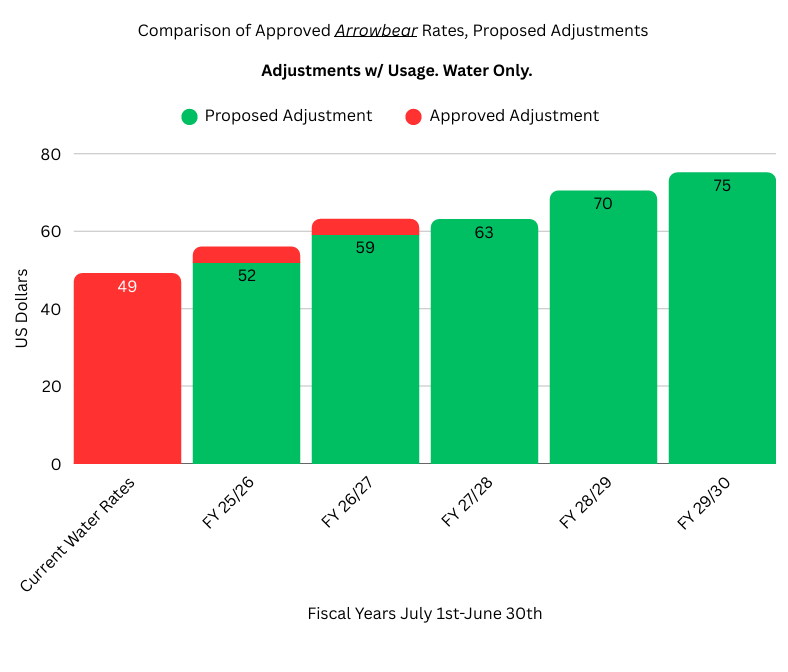 Comparison of Approved Arrowbear Rates, Proposed Adjustments
Adjustments w/ Usage. Water Only.
Proposed Adjustment
Approved Adjustment
80
60
40
20
0
US Dollars
49
52
59
63
70
75
Current Water Rates
FY 25/26
FY 26/27
FY 27/28
FY 28/29
FY 29/30
Fiscal Years July 1st-June 30th